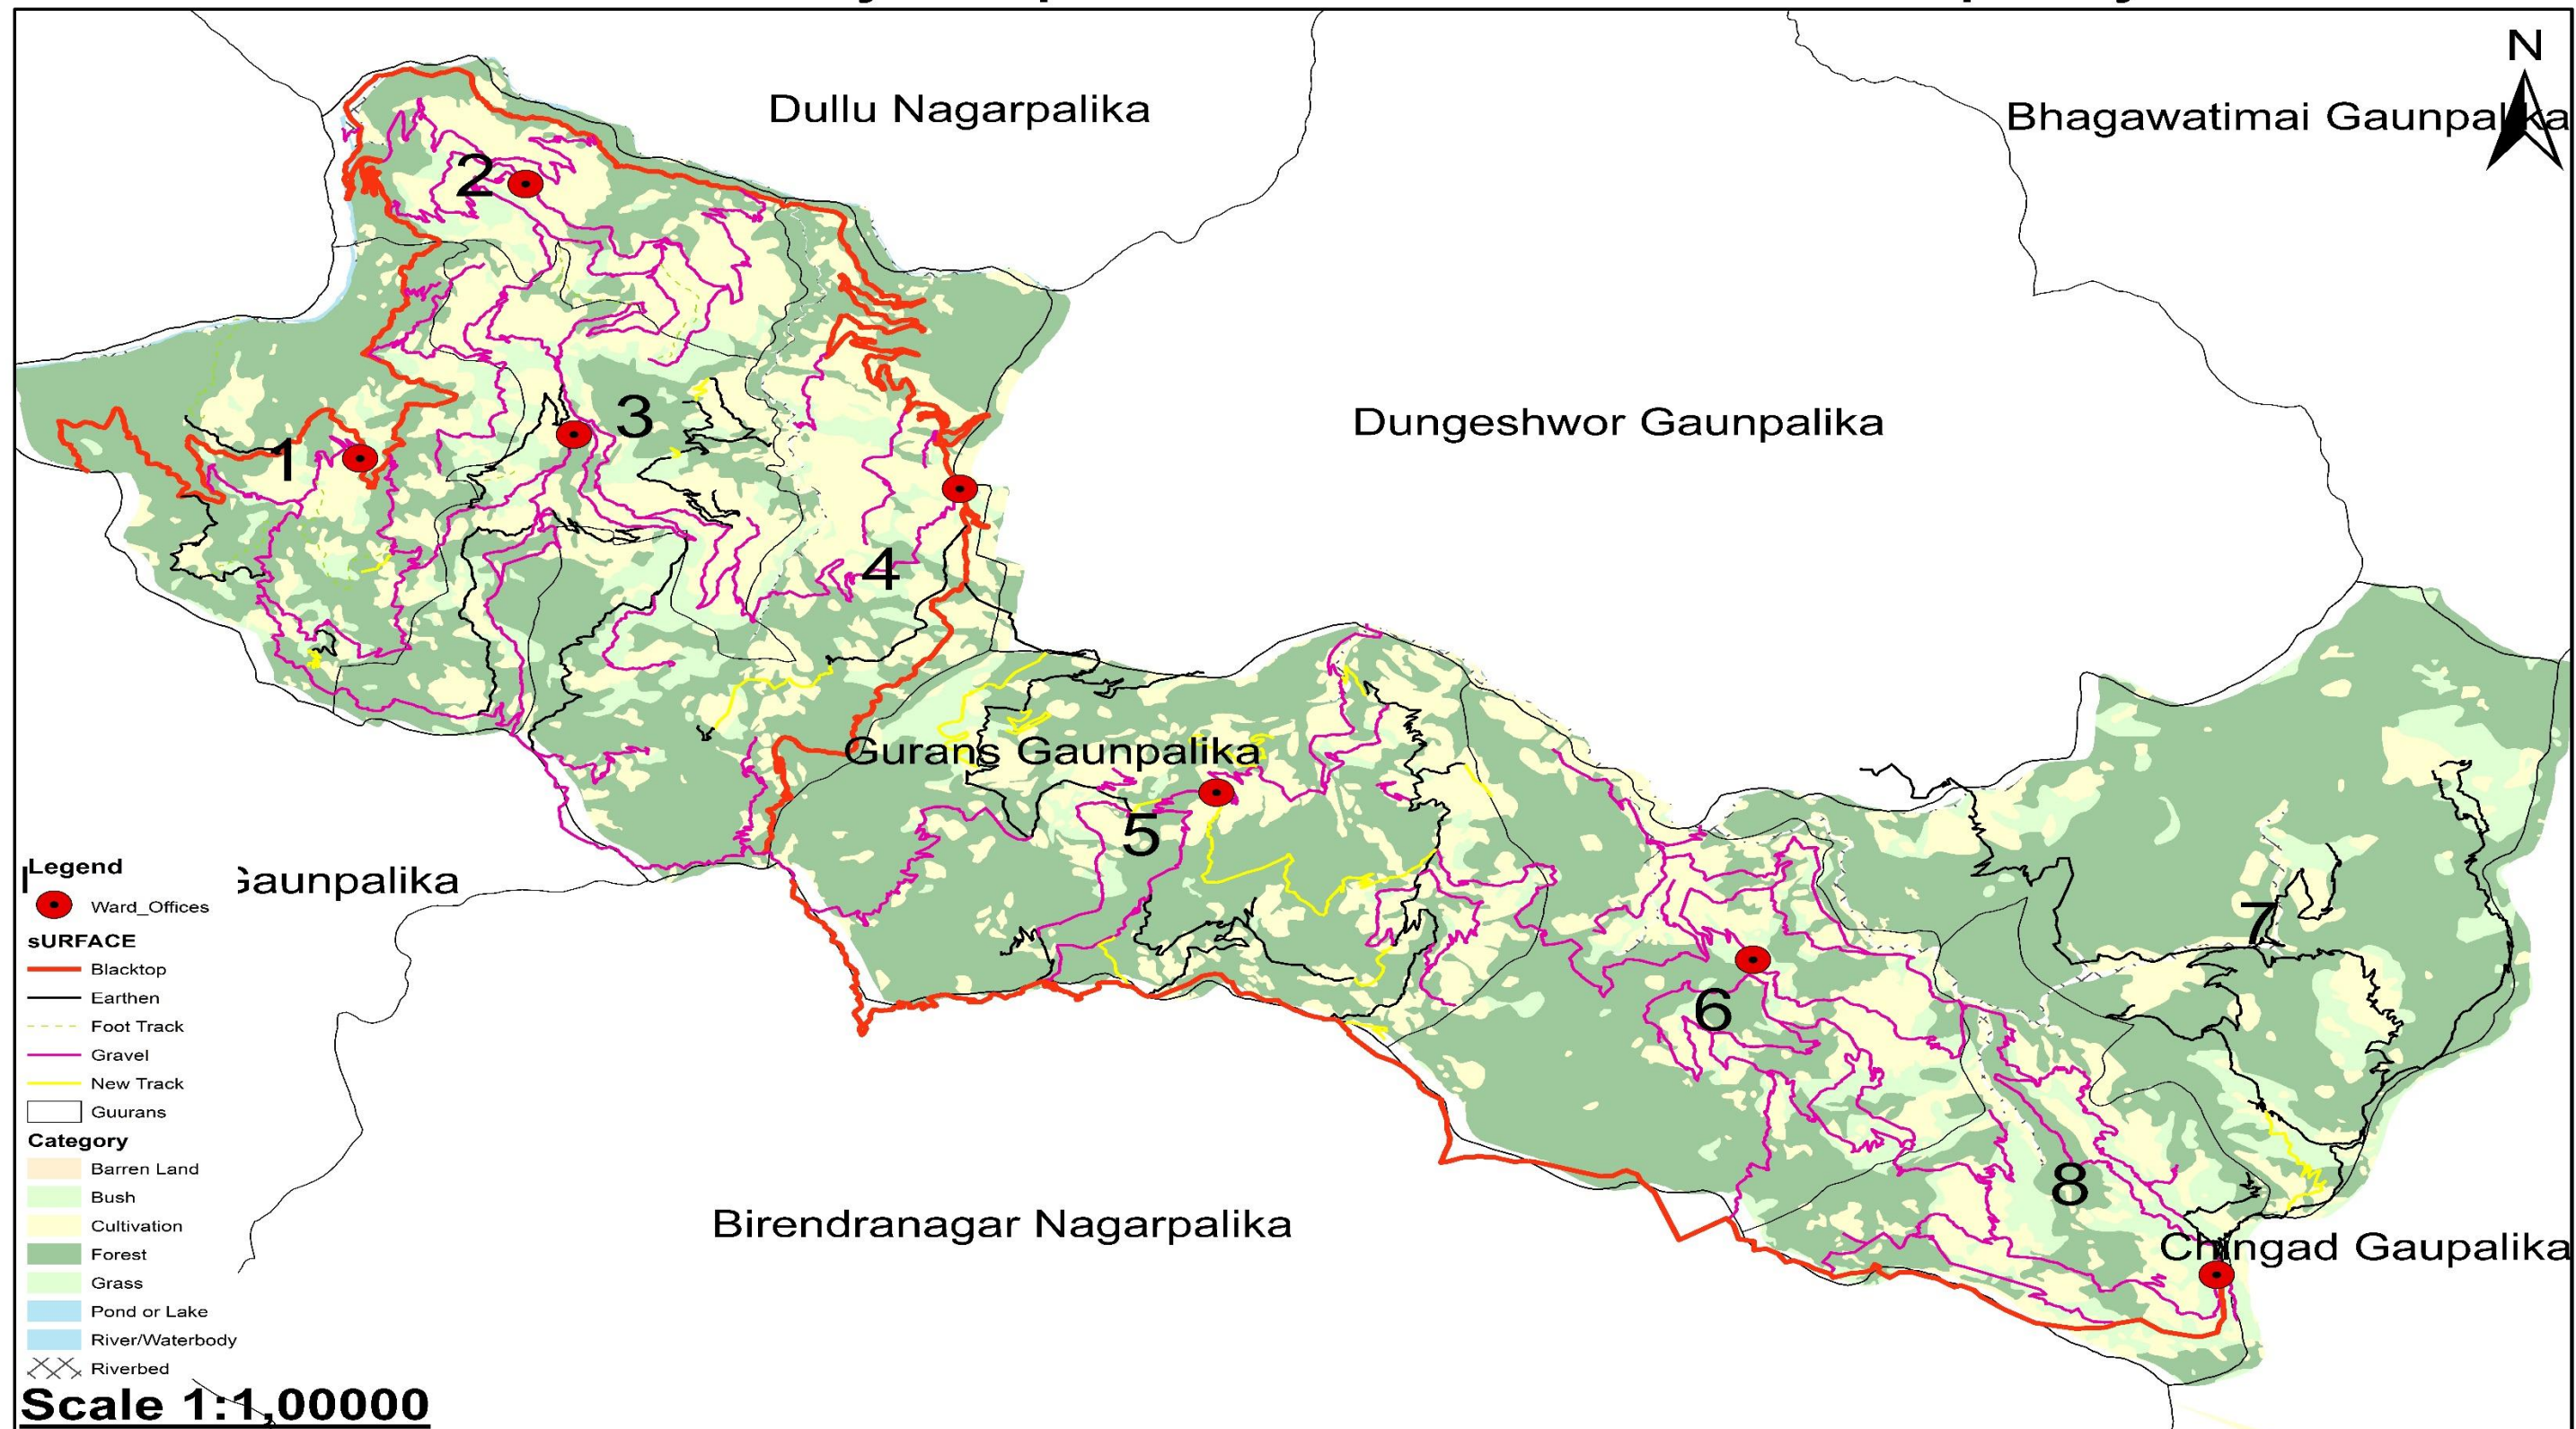 N
Dullu Nagarpalika
Bhagawatimai Gaunpalika
2
Dungeshwor Gaunpalika
3
1
4
Gurans Gaunpalika
5
Gaunpalika
7
6
8
Birendranagar Nagarpalika
Chingad Gaupalika
Legend
Ward_Offices
sURFACE
Blacktop
Earthen
Foot Track
Gravel
New Track
Guurans
Category
Barren Land
Bush
Cultivation
Forest
Grass
Pond or Lake
River/Waterbody
Riverbed
Scale 1:1,00000